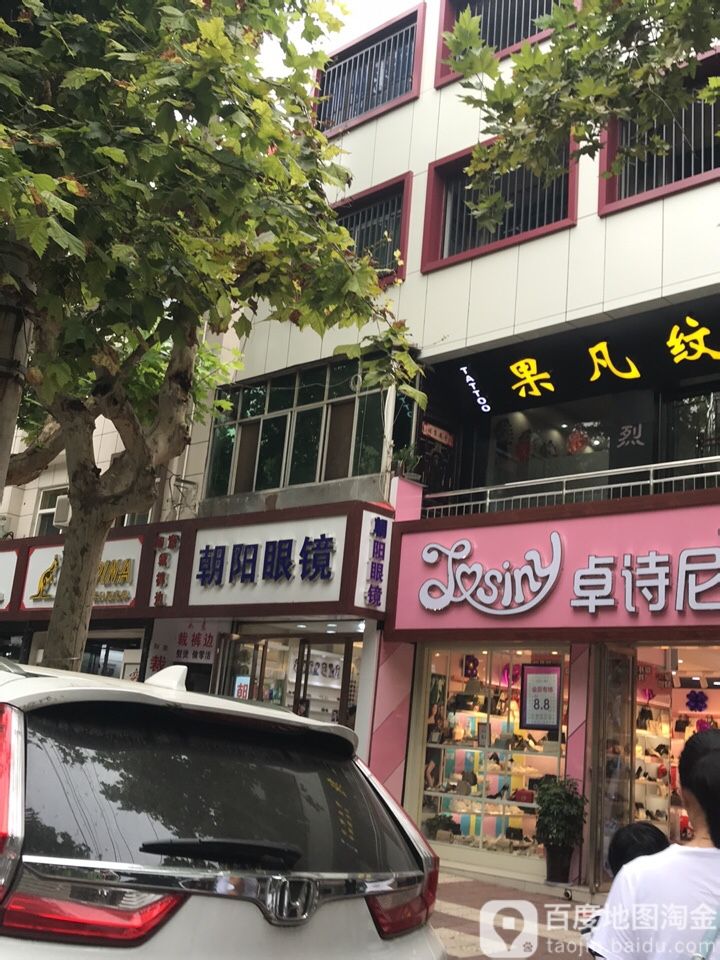 TATTOO
果凡纹
烈
朝阳眼镜
朝阳眼镜
Josiny 卓诗尼
裁裤边
8.8
百度地图淘金
taojin.baidu.com